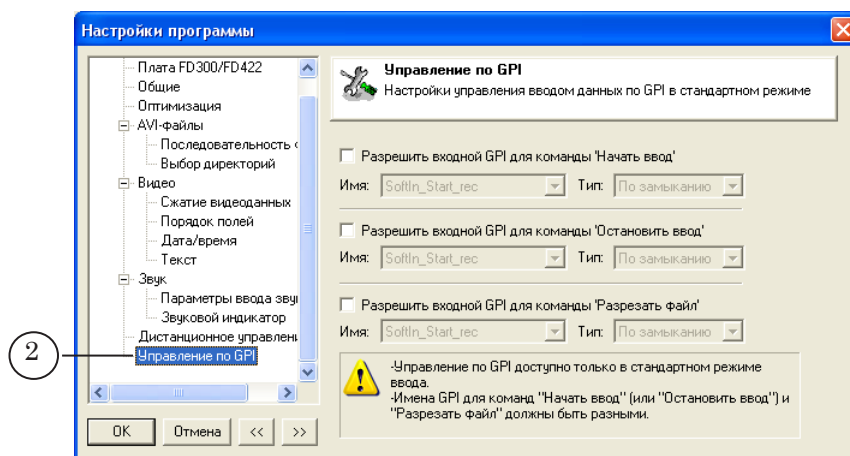 Настройки программы
Плата FD300/FD422
Общие
Оптимизация
AVI-файлы
Последовательность
Выбор директорий
Видео
Сжатие видеоданных
Порядок полей
Дата/время
Текст
Звук
Параметры ввода зву
Звуковой индикатор
Дистанционное управлен
Управление по GPI
2
OK Отмена << >>
Управление по GPI
Настройки управления вводом данных по GPI в стандартном режиме
Разрешить входной GPI для команды 'Начать ввод'
Имя: SoftIn_Start_rec Тип: По замыканию
Разрешить входной GPI для команды 'Остановить ввод'
Имя: SoftIn_Start_rec Тип: По замыканию
Разрешить входной GPI для команды 'Разрезать файл'
Имя: SoftIn_Start_rec Тип: По замыканию
-Управление по GPI доступно только в стандартном режиме
ввода.
-Имена GPI для команд "Начать ввод" (или "Остановить ввод") и
"Разрезать файл" должны быть разными.